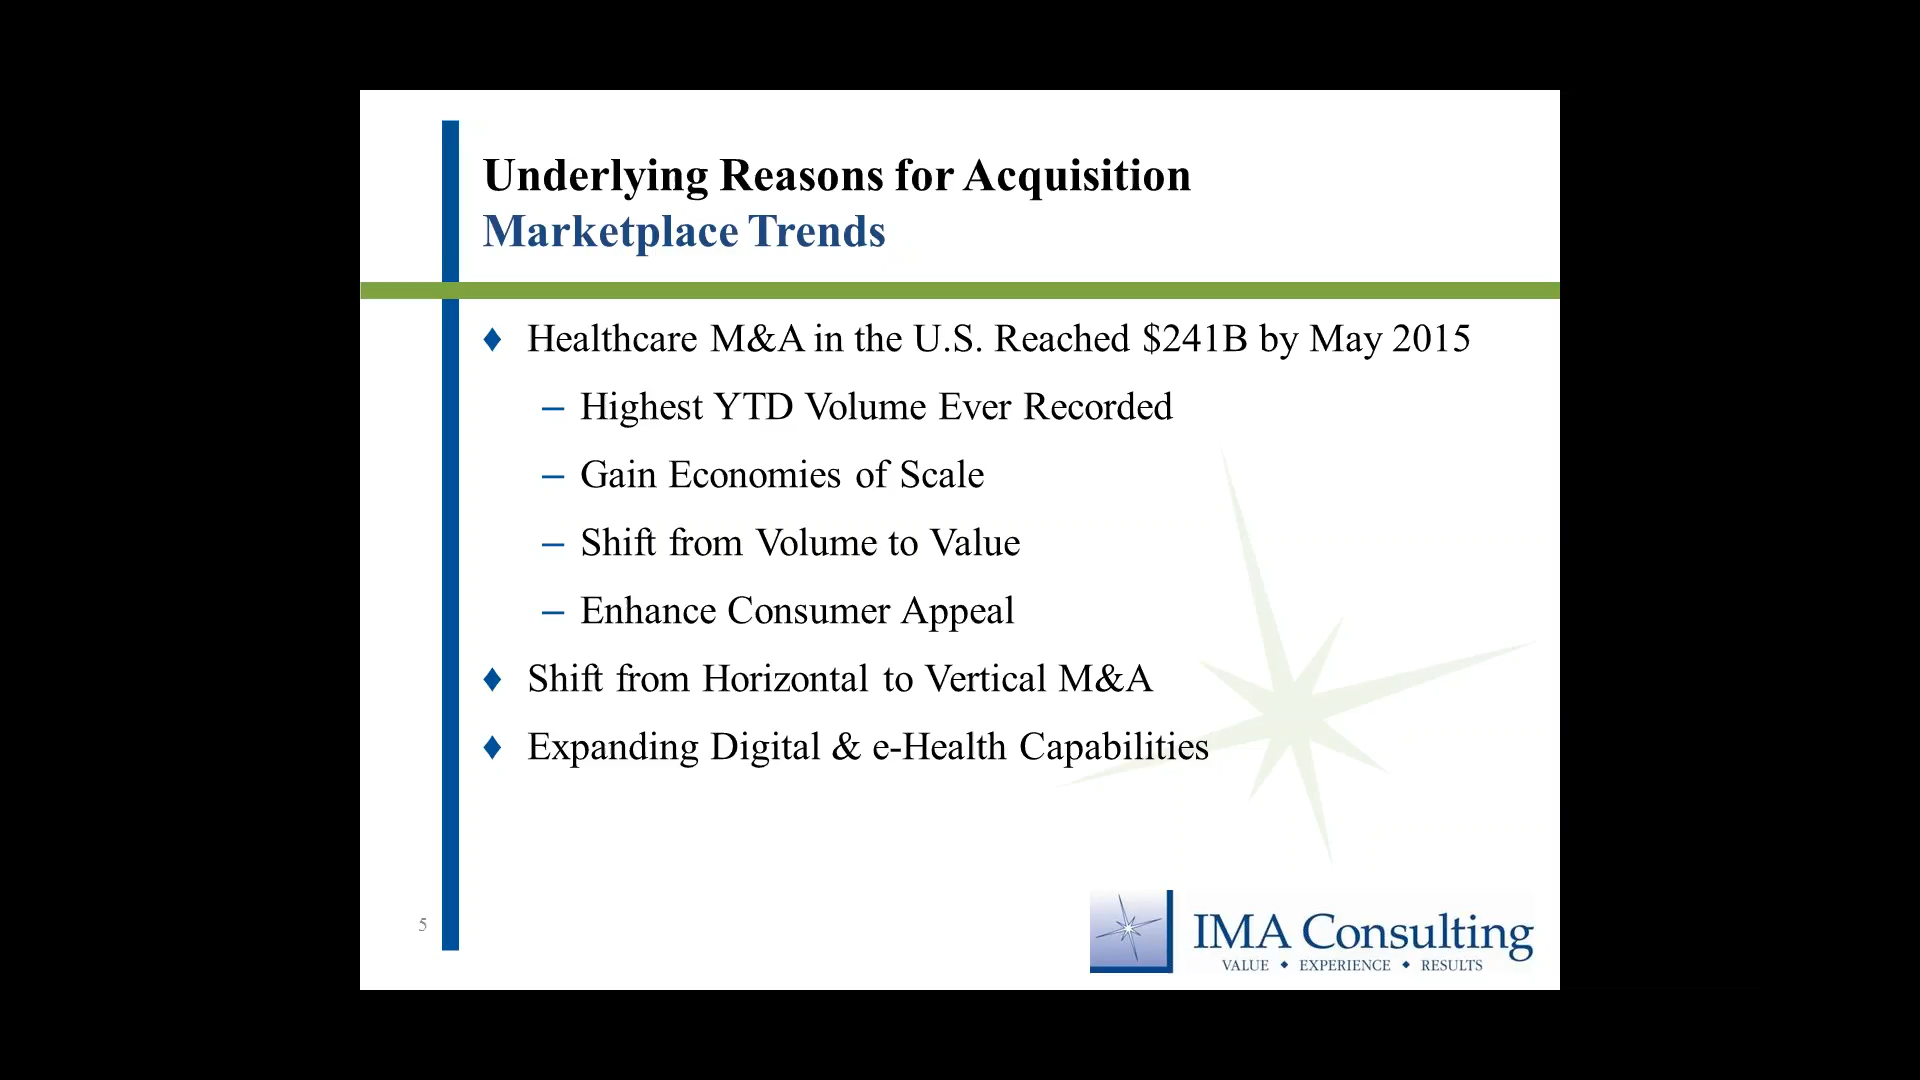 Underlying Reasons for Acquisition
Marketplace Trends
♦ Healthcare M&A in the U.S. Reached $241B by May 2015
– Highest YTD Volume Ever Recorded
– Gain Economies of Scale
– Shift from Volume to Value
– Enhance Consumer Appeal
♦ Shift from Horizontal to Vertical M&A
♦ Expanding Digital & e-Health Capabilities
5
IMA Consulting
VALUE ◆ EXPERIENCE ◆ RESULTS